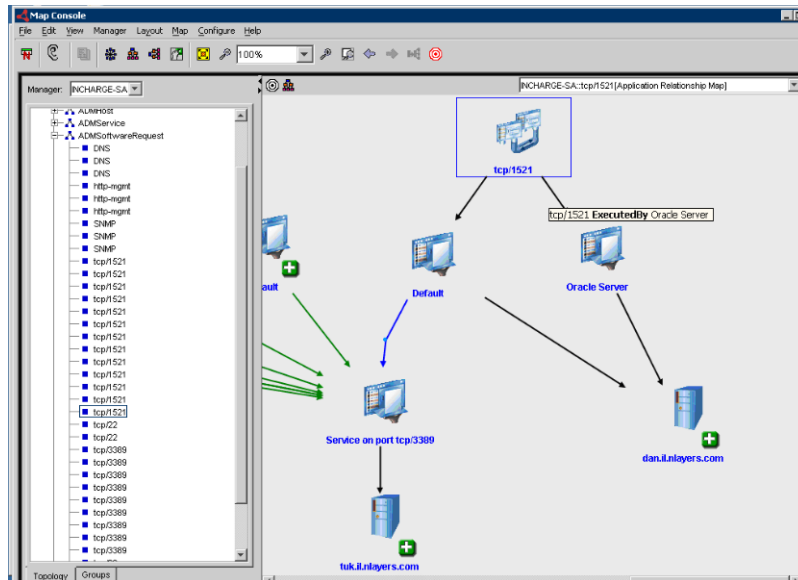 Map Console
File Edit View Manager Layout Map Configure Help
100%
Manager: INCHARGE-SA
INCHARGE-SA::tcp/1521[Application Relationship Map]
ADMHost
ADMService
ADMSoftwareRequest
DNS
DNS
DNS
http-mgmt
http-mgmt
http-mgmt
SNMP
SNMP
SNMP
tcp/1521
tcp/1521
tcp/1521
tcp/1521
tcp/1521
tcp/1521
tcp/1521
tcp/1521
tcp/1521
tcp/1521
tcp/1521
tcp/1521
tcp/1521
tcp/22
tcp/22
tcp/3389
tcp/3389
tcp/3389
tcp/3389
tcp/3389
tcp/3389
tcp/3389
tcp/3389
tcp/3389
Topology Groups
tcp/1521
tcp/1521 ExecutedBy Oracle Server
ault
Default
Oracle Server
Service on port tcp/3389
dan.il.nlayers.com
tuk.il.nlayers.com